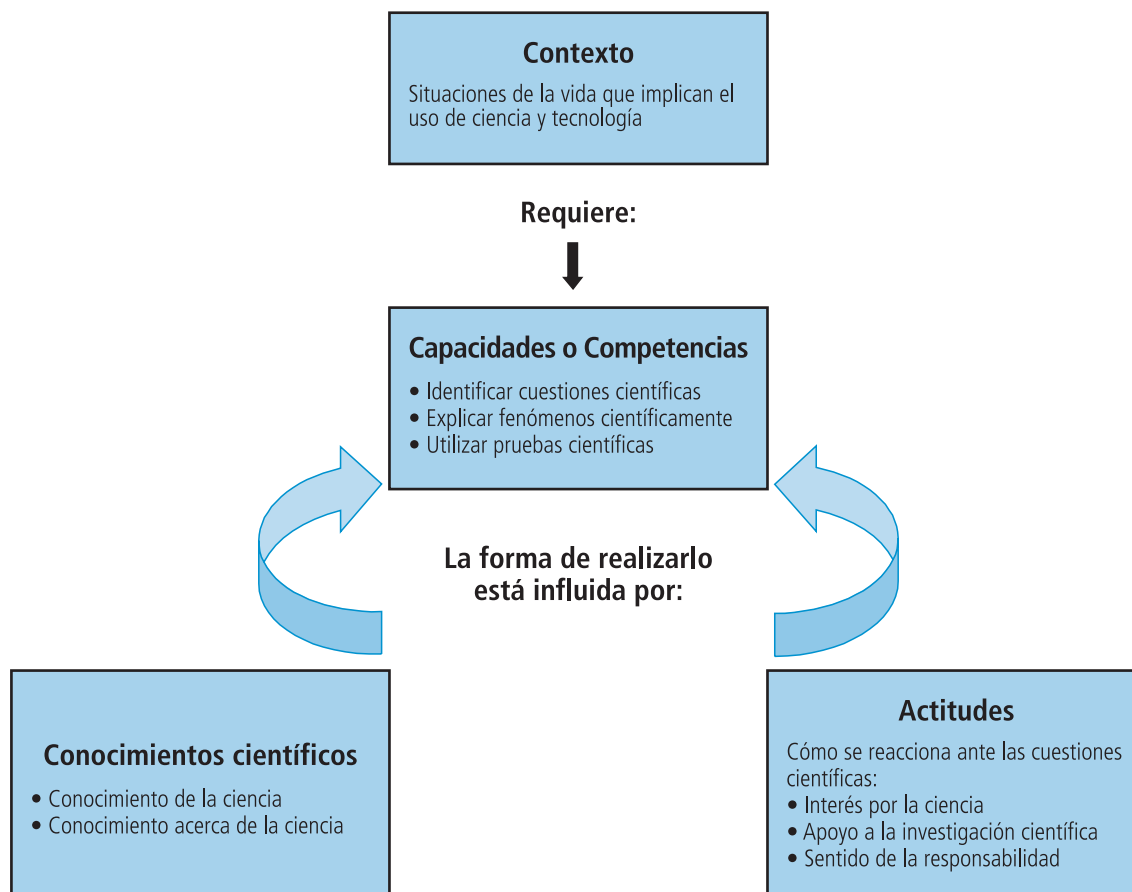 Contexto
Situaciones de la vida que implican el
uso de ciencia y tecnología
Requiere:
Capacidades o Competencias
• Identificar cuestiones científicas
• Explicar fenómenos científicamente
• Utilizar pruebas científicas
La forma de realizarlo
está influida por:
Conocimientos científicos
• Conocimiento de la ciencia
• Conocimiento acerca de la ciencia
Actitudes
Cómo se reacciona ante las cuestiones
científicas:
• Interés por la ciencia
• Apoyo a la investigación científica
• Sentido de la responsabilidad